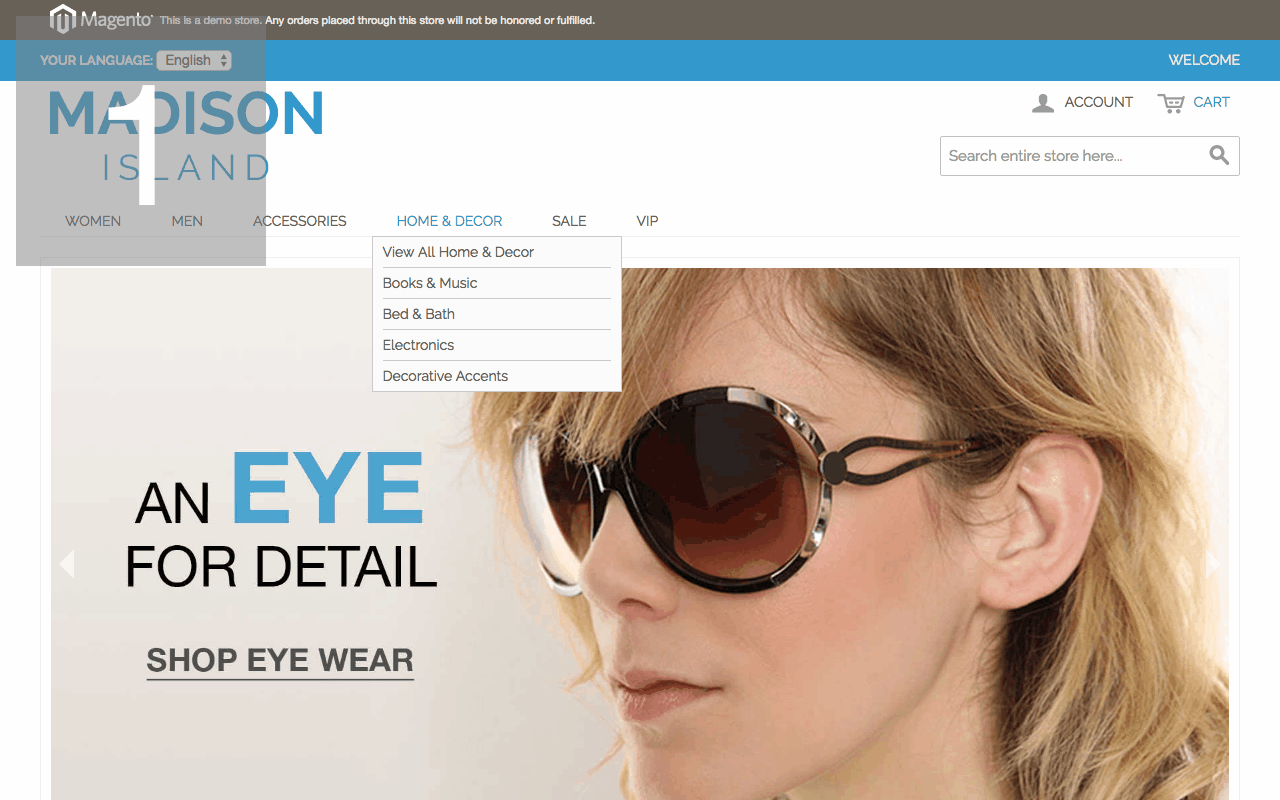 Magento® This is a demo store. Any orders placed through this store will not be honored or fulfilled.
YOUR LANGUAGE: English WELCOME
1
MADISON
ISLAND
ACCOUNT CART
Search entire store here...
WOMEN MEN ACCESSORIES HOME & DECOR SALE VIP
View All Home & Decor
Books & Music
Bed & Bath
Electronics
Decorative Accents
AN EYE
FOR DETAIL
SHOP EYE WEAR